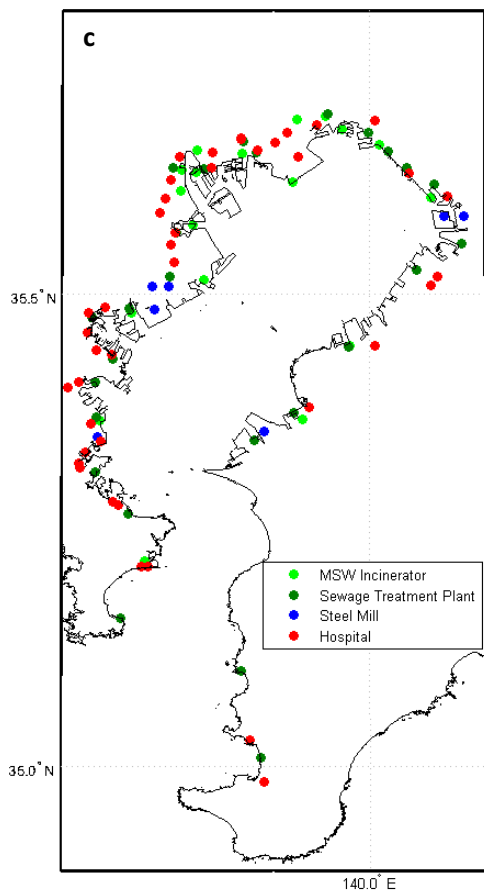 c
35.5° N
MSW Incinerator
Sewage Treatment Plant
Steel Mill
Hospital
35.0° N
140.0° E